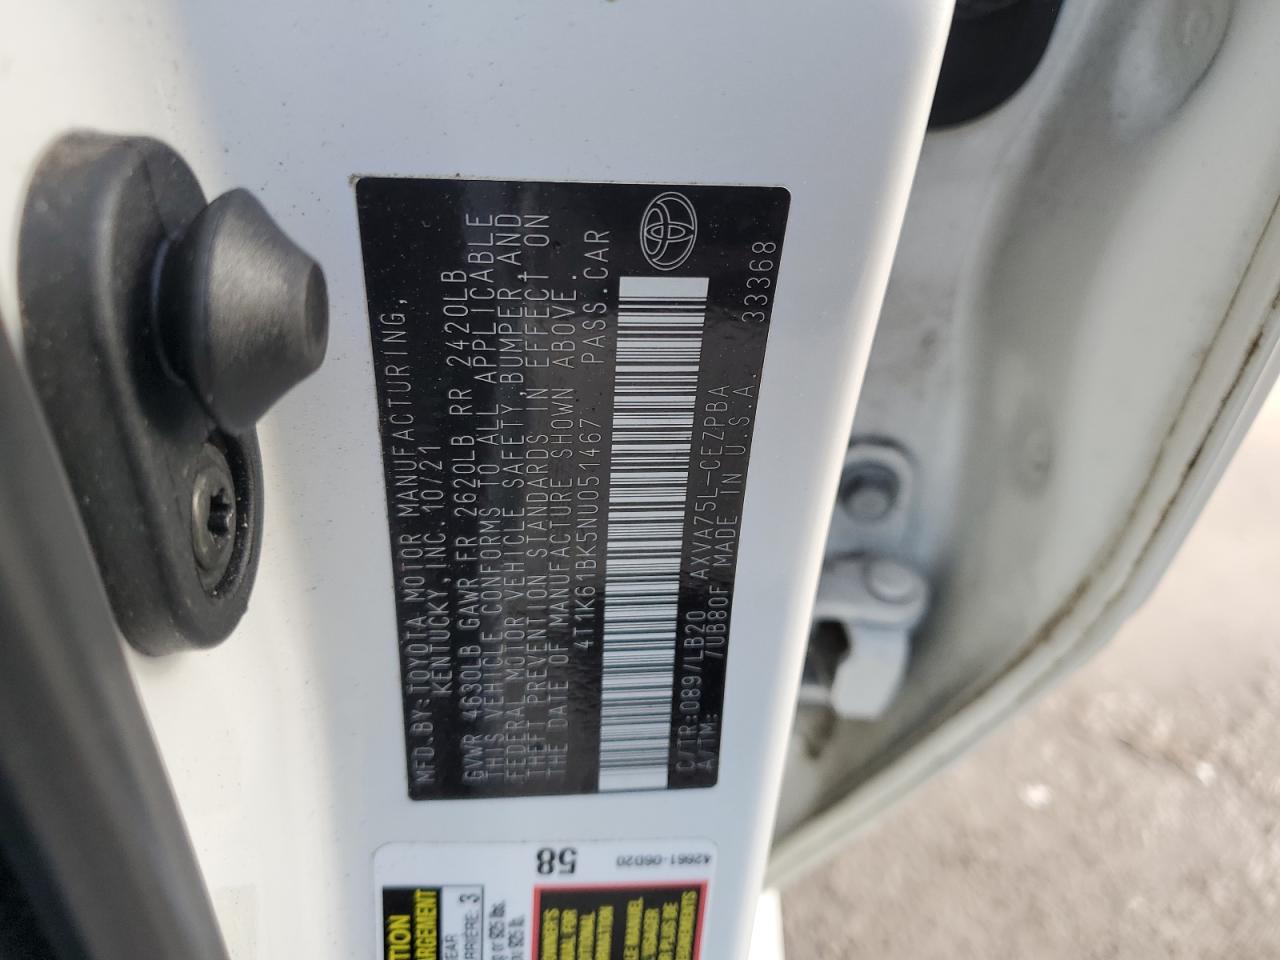 MFD.BY:TOYOTA MOTOR MANUFACTURING,
KENTUCKY,INC. 10/21
GVWR 4630LB GAWR FR 2620LB RR 2420LB
THIS VEHICLE CONFORMS TO ALL APPLICABLE
FEDERAL MOTOR VEHICLE SAFETY,BUMPER,AND
THEFT PREVENTION STANDARDS IN EFFECT ON
THE DATE OF MANUFACTURE SHOWN ABOVE.
4T1K61BK5NU051467 PASS.CAR
C/TR:089/LB20 AXVA75L-CEZPBA
A/TM: /UB80F MADE IN U.S.A. 33368
58
42661-06D20
3